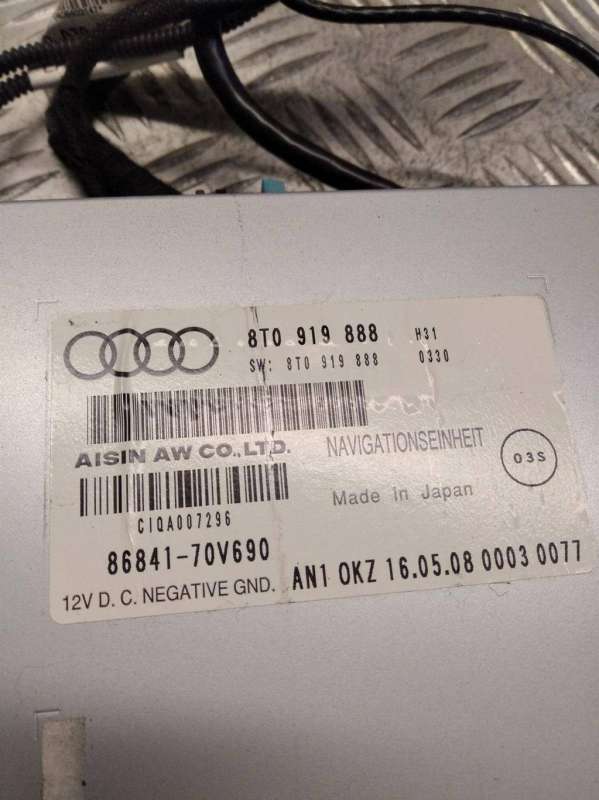 8T0 919 888 H31
SW: 8T0 919 888 0330
AISIN AW CO.,LTD.
NAVIGATIONSEINHEIT
03S
Made in Japan
CIQA007296
86841-70V690
12V D. C. NEGATIVE GND.
AN1 OKZ 16.05.08 0003 0077